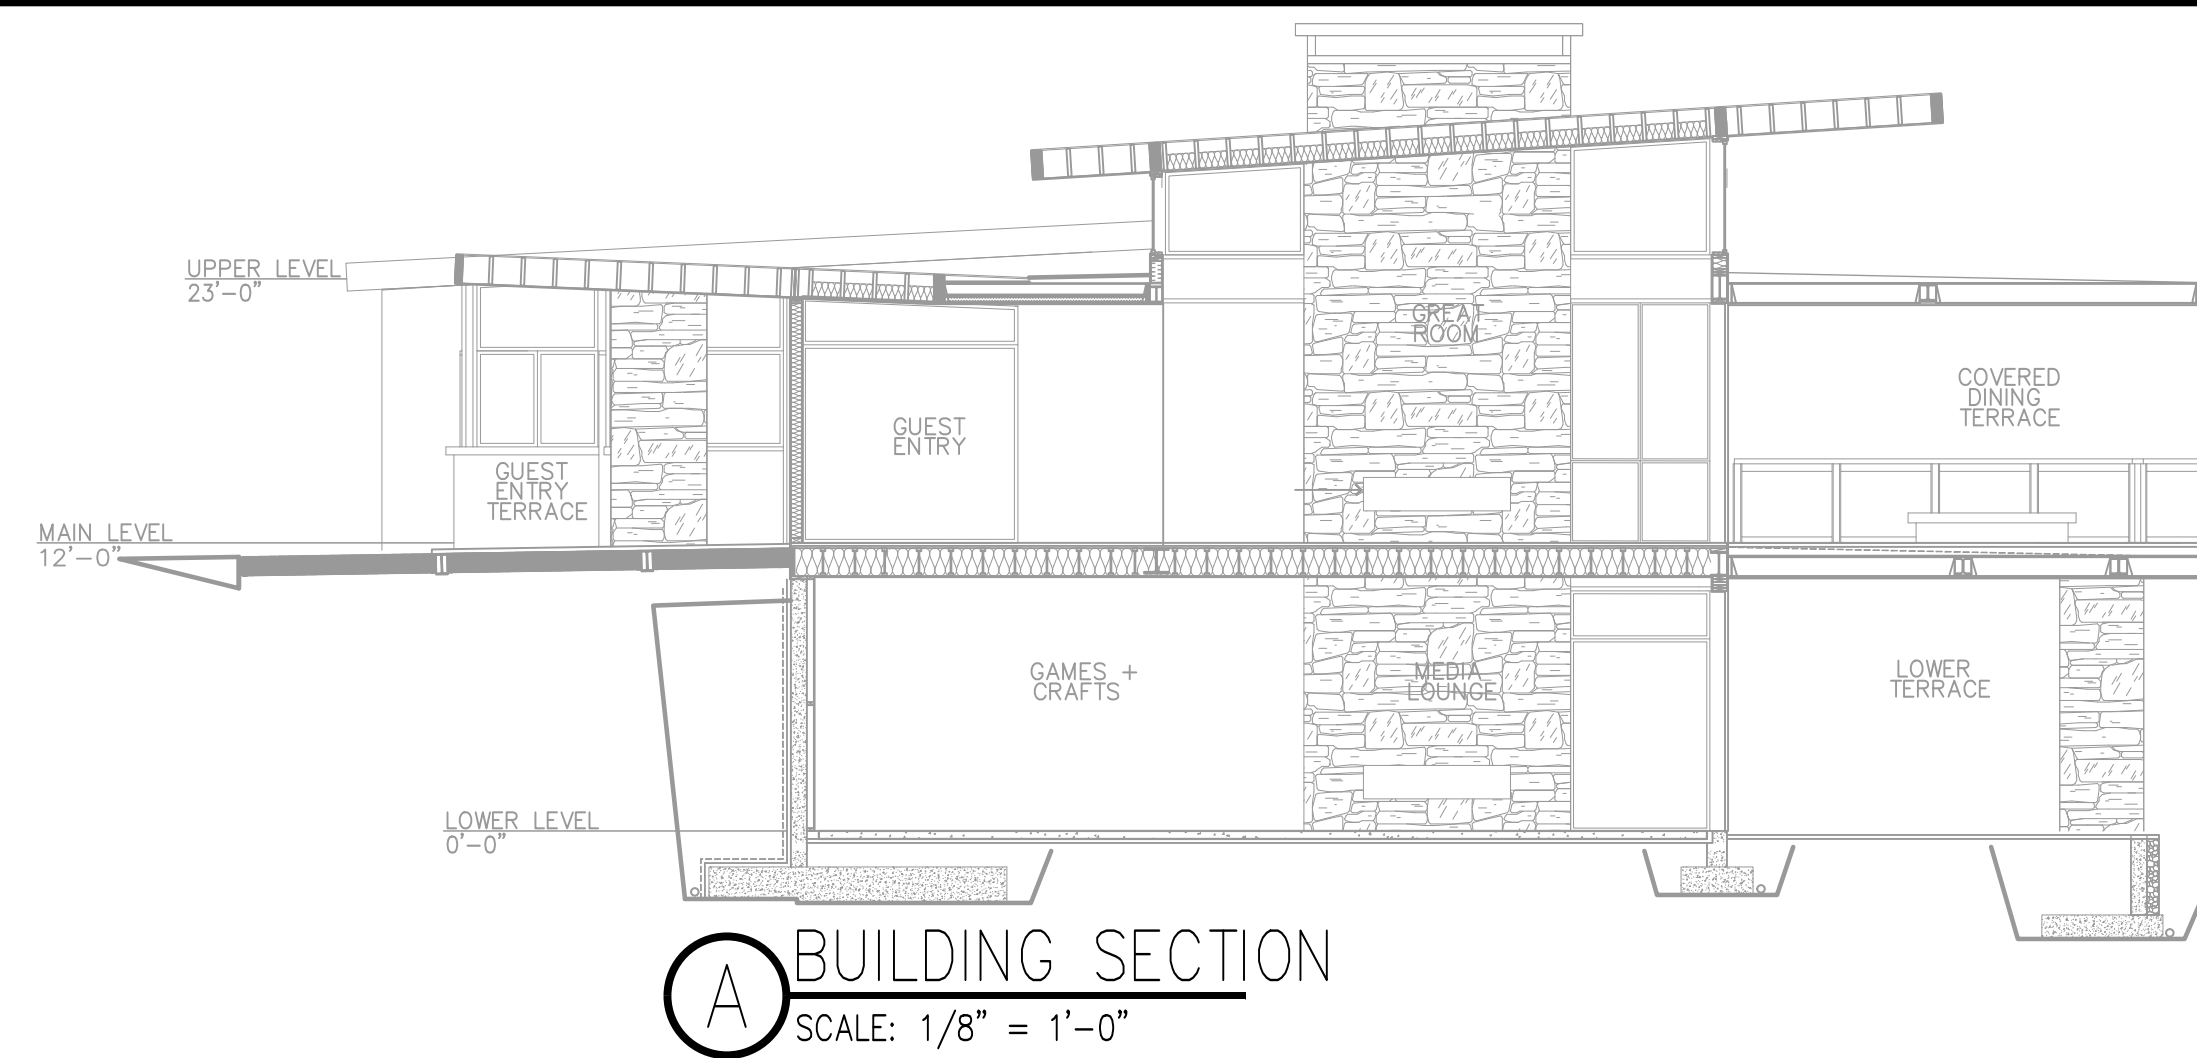 UPPER LEVEL
23'-0"
GREAT
ROOM
COVERED
DINING
TERRACE
GUEST
ENTRY
GUEST
ENTRY
TERRACE
MAIN LEVEL
12'-0"
GAMES +
CRAFTS
MEDIA
LOUNGE
LOWER
TERRACE
LOWER LEVEL
0'-0"
A
BUILDING SECTION
SCALE: 1/8" = 1'-0"